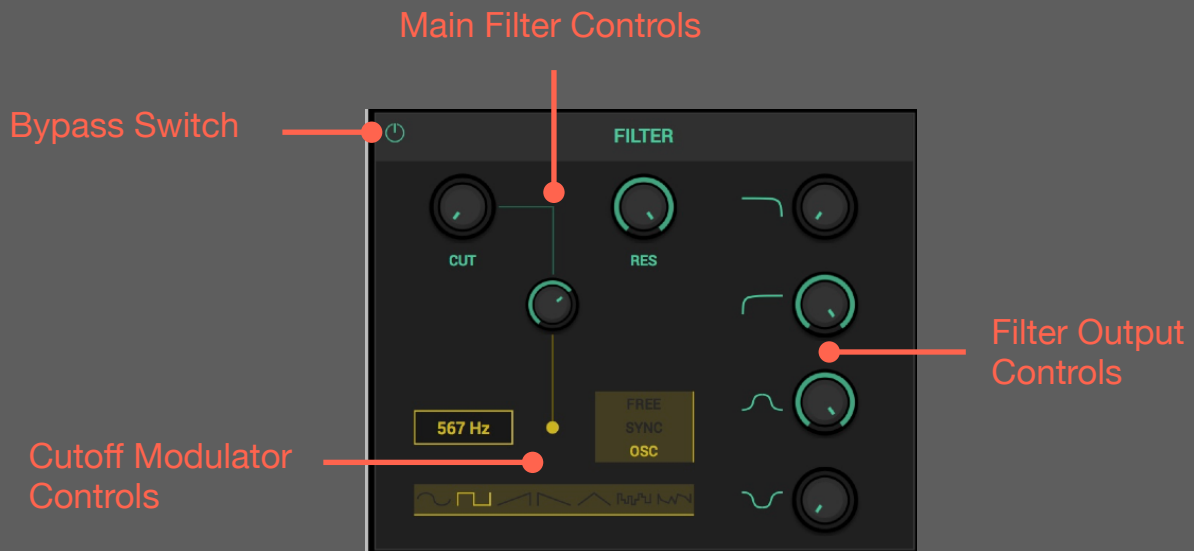 Main Filter Controls
Bypass Switch
FILTER
CUT
RES
Filter Output
Controls
FREE
SYNC
OSC
567 Hz
Cutoff Modulator
Controls